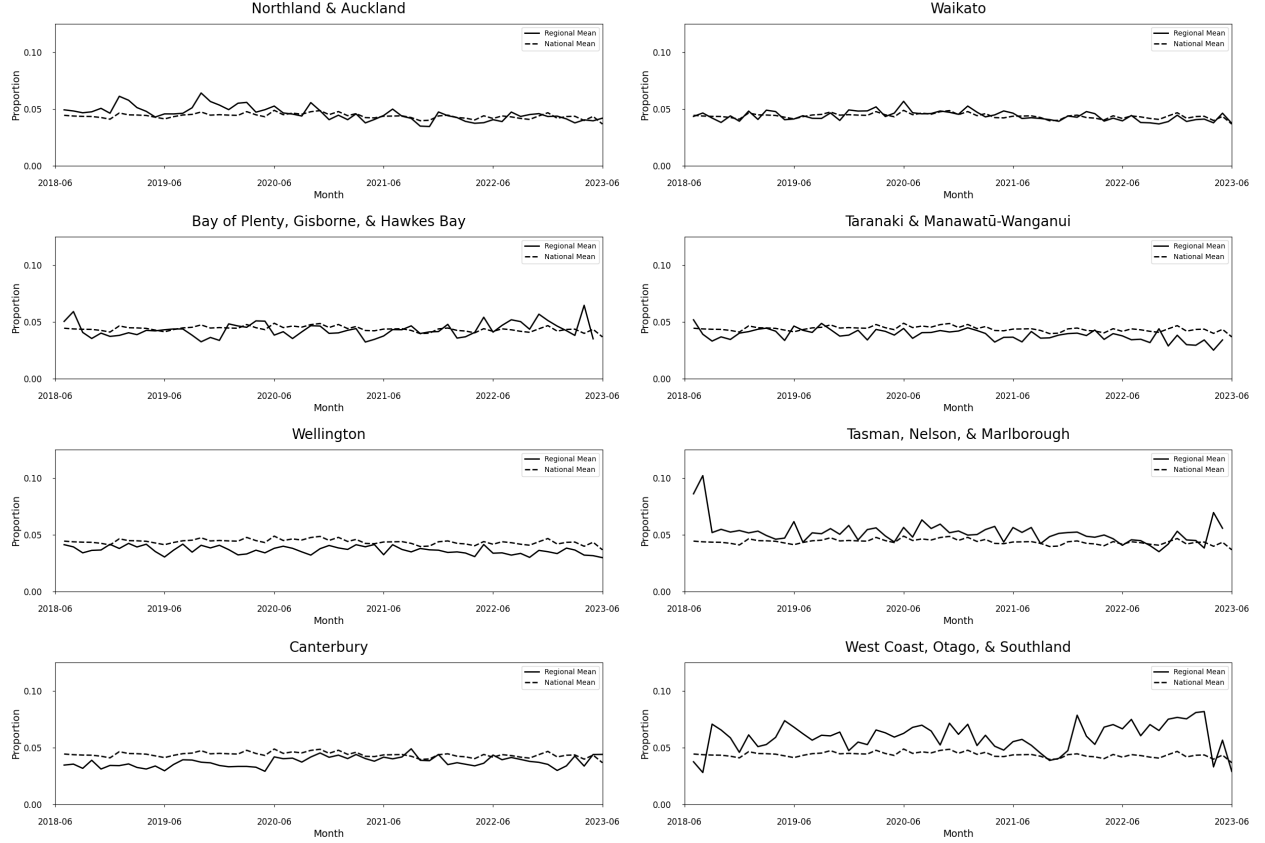 Northland & Auckland
Proportion
0.10
0.05
0.00
Regional Mean
National Mean
2018-06 2019-06 2020-06 2021-06 2022-06 2023-06
Month
Waikato
Proportion
0.10
0.05
0.00
Regional Mean
National Mean
2018-06 2019-06 2020-06 2021-06 2022-06 2023-06
Month
Bay of Plenty, Gisborne, & Hawkes Bay
Proportion
0.10
0.05
0.00
Regional Mean
National Mean
2018-06 2019-06 2020-06 2021-06 2022-06 2023-06
Month
Taranaki & Manawatū-Wanganui
Proportion
0.10
0.05
0.00
Regional Mean
National Mean
2018-06 2019-06 2020-06 2021-06 2022-06 2023-06
Month
Wellington
Proportion
0.10
0.05
0.00
Regional Mean
National Mean
2018-06 2019-06 2020-06 2021-06 2022-06 2023-06
Month
Tasman, Nelson, & Marlborough
Proportion
0.10
0.05
0.00
Regional Mean
National Mean
2018-06 2019-06 2020-06 2021-06 2022-06 2023-06
Month
Canterbury
Proportion
0.10
0.05
0.00
Regional Mean
National Mean
2018-06 2019-06 2020-06 2021-06 2022-06 2023-06
Month
West Coast, Otago, & Southland
Proportion
0.10
0.05
0.00
Regional Mean
National Mean
2018-06 2019-06 2020-06 2021-06 2022-06 2023-06
Month